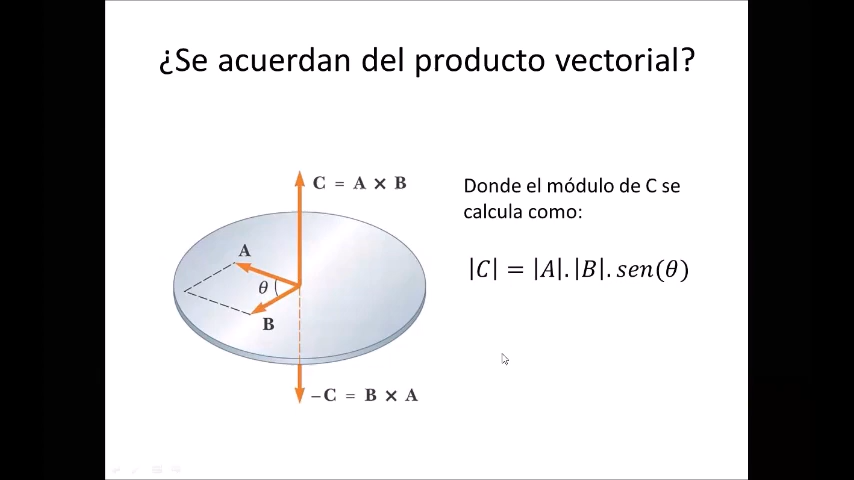 ¿Se acuerdan del producto vectorial?
C = A × B
A
θ
B
–C = B × A
Donde el módulo de C se
calcula como:
|C| = |A|.|B|.sen(θ)